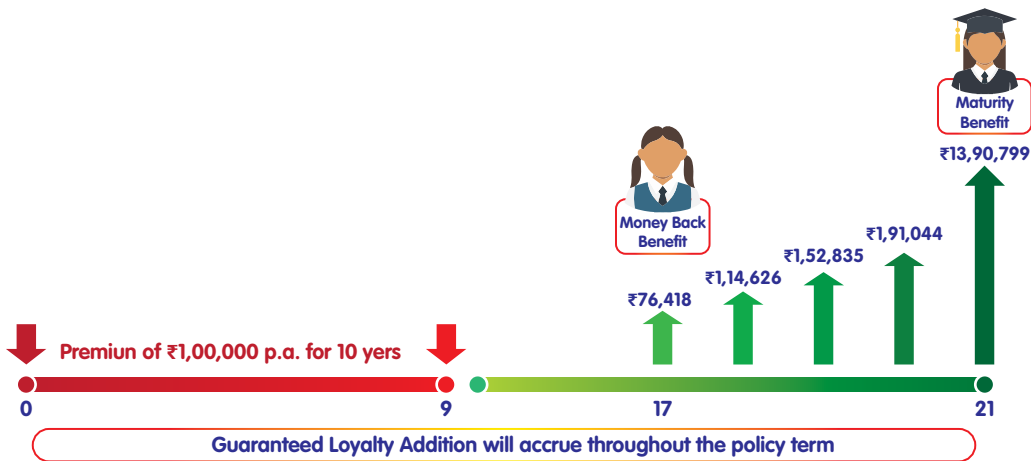 Maturity
Benefit
₹13,90,799
Money Back
Benefit
₹1,91,044
₹1,52,835
₹1,14,626
₹76,418
Premiun of ₹1,00,000 p.a. for 10 yers
0
9
17
21
Guaranteed Loyalty Addition will accrue throughout the policy term